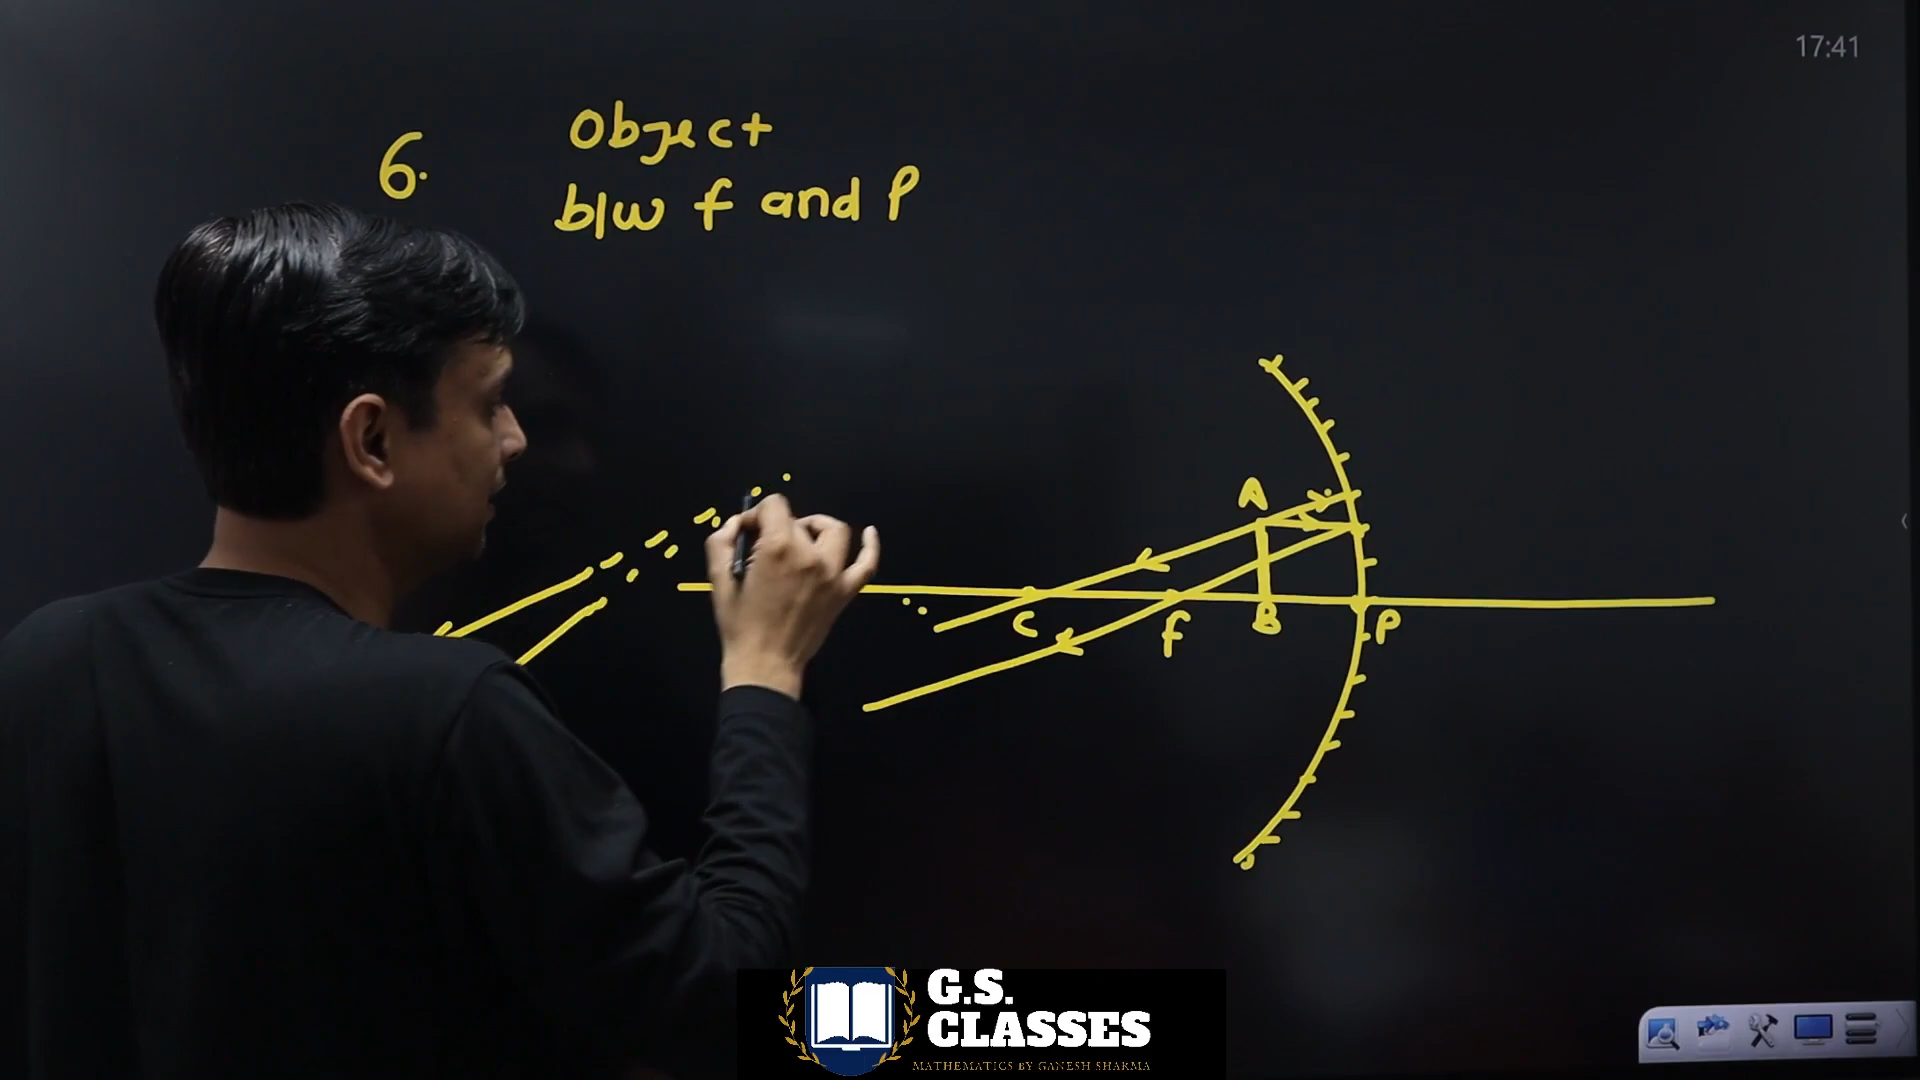 17:41
6.
Object
b/w f and P
A
C
f
B
P
G.S.
CLASSES
MATHEMATICS BY GANESH SHARMA